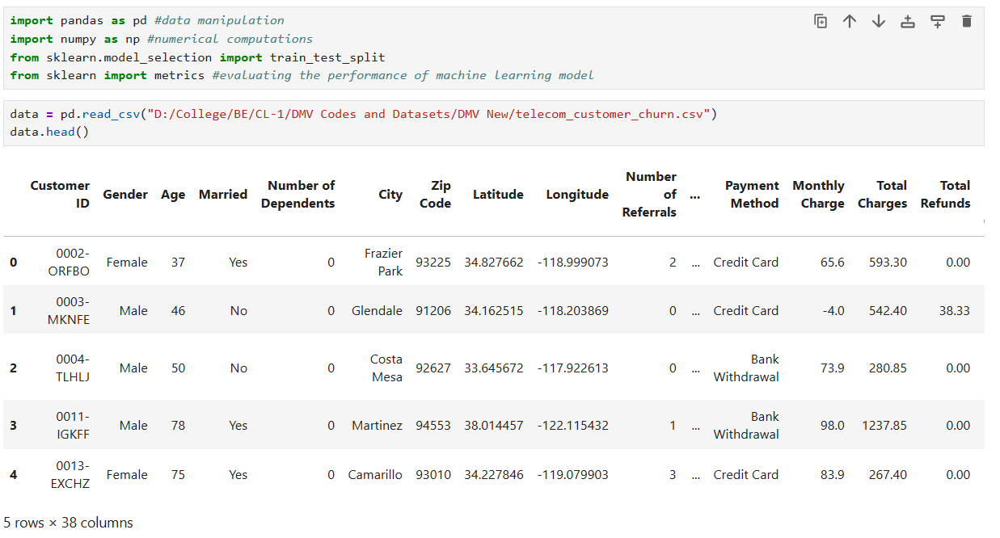 import pandas as pd #data manipulation
import numpy as np #numerical computations
from sklearn.model_selection import train_test_split
from sklearn import metrics #evaluating the performance of machine learning model
data = pd.read_csv("D:/College/BE/CL-1/DMV Codes and Datasets/DMV New/telecom_customer_churn.csv")
data.head()
Customer ID Gender Age Married Number of Dependents City Zip Code Latitude Longitude Number of Referrals ... Payment Method Monthly Charge Total Charges Total Refunds
0 0002-ORFBO Female 37 Yes 0 Frazier Park 93225 34.827662 -118.999073 2 ... Credit Card 65.6 593.30 0.00
1 0003-MKNFE Male 46 No 0 Glendale 91206 34.162515 -118.203869 0 ... Credit Card -4.0 542.40 38.33
2 0004-TLHLJ Male 50 No 0 Costa Mesa 92627 33.645672 -117.922613 0 ... Bank Withdrawal 73.9 280.85 0.00
3 0011-IGKFF Male 78 Yes 0 Martinez 94553 38.014457 -122.115432 1 ... Bank Withdrawal 98.0 1237.85 0.00
4 0013-EXCHZ Female 75 Yes 0 Camarillo 93010 34.227846 -119.079903 3 ... Credit Card 83.9 267.40 0.00
5 rows × 38 columns